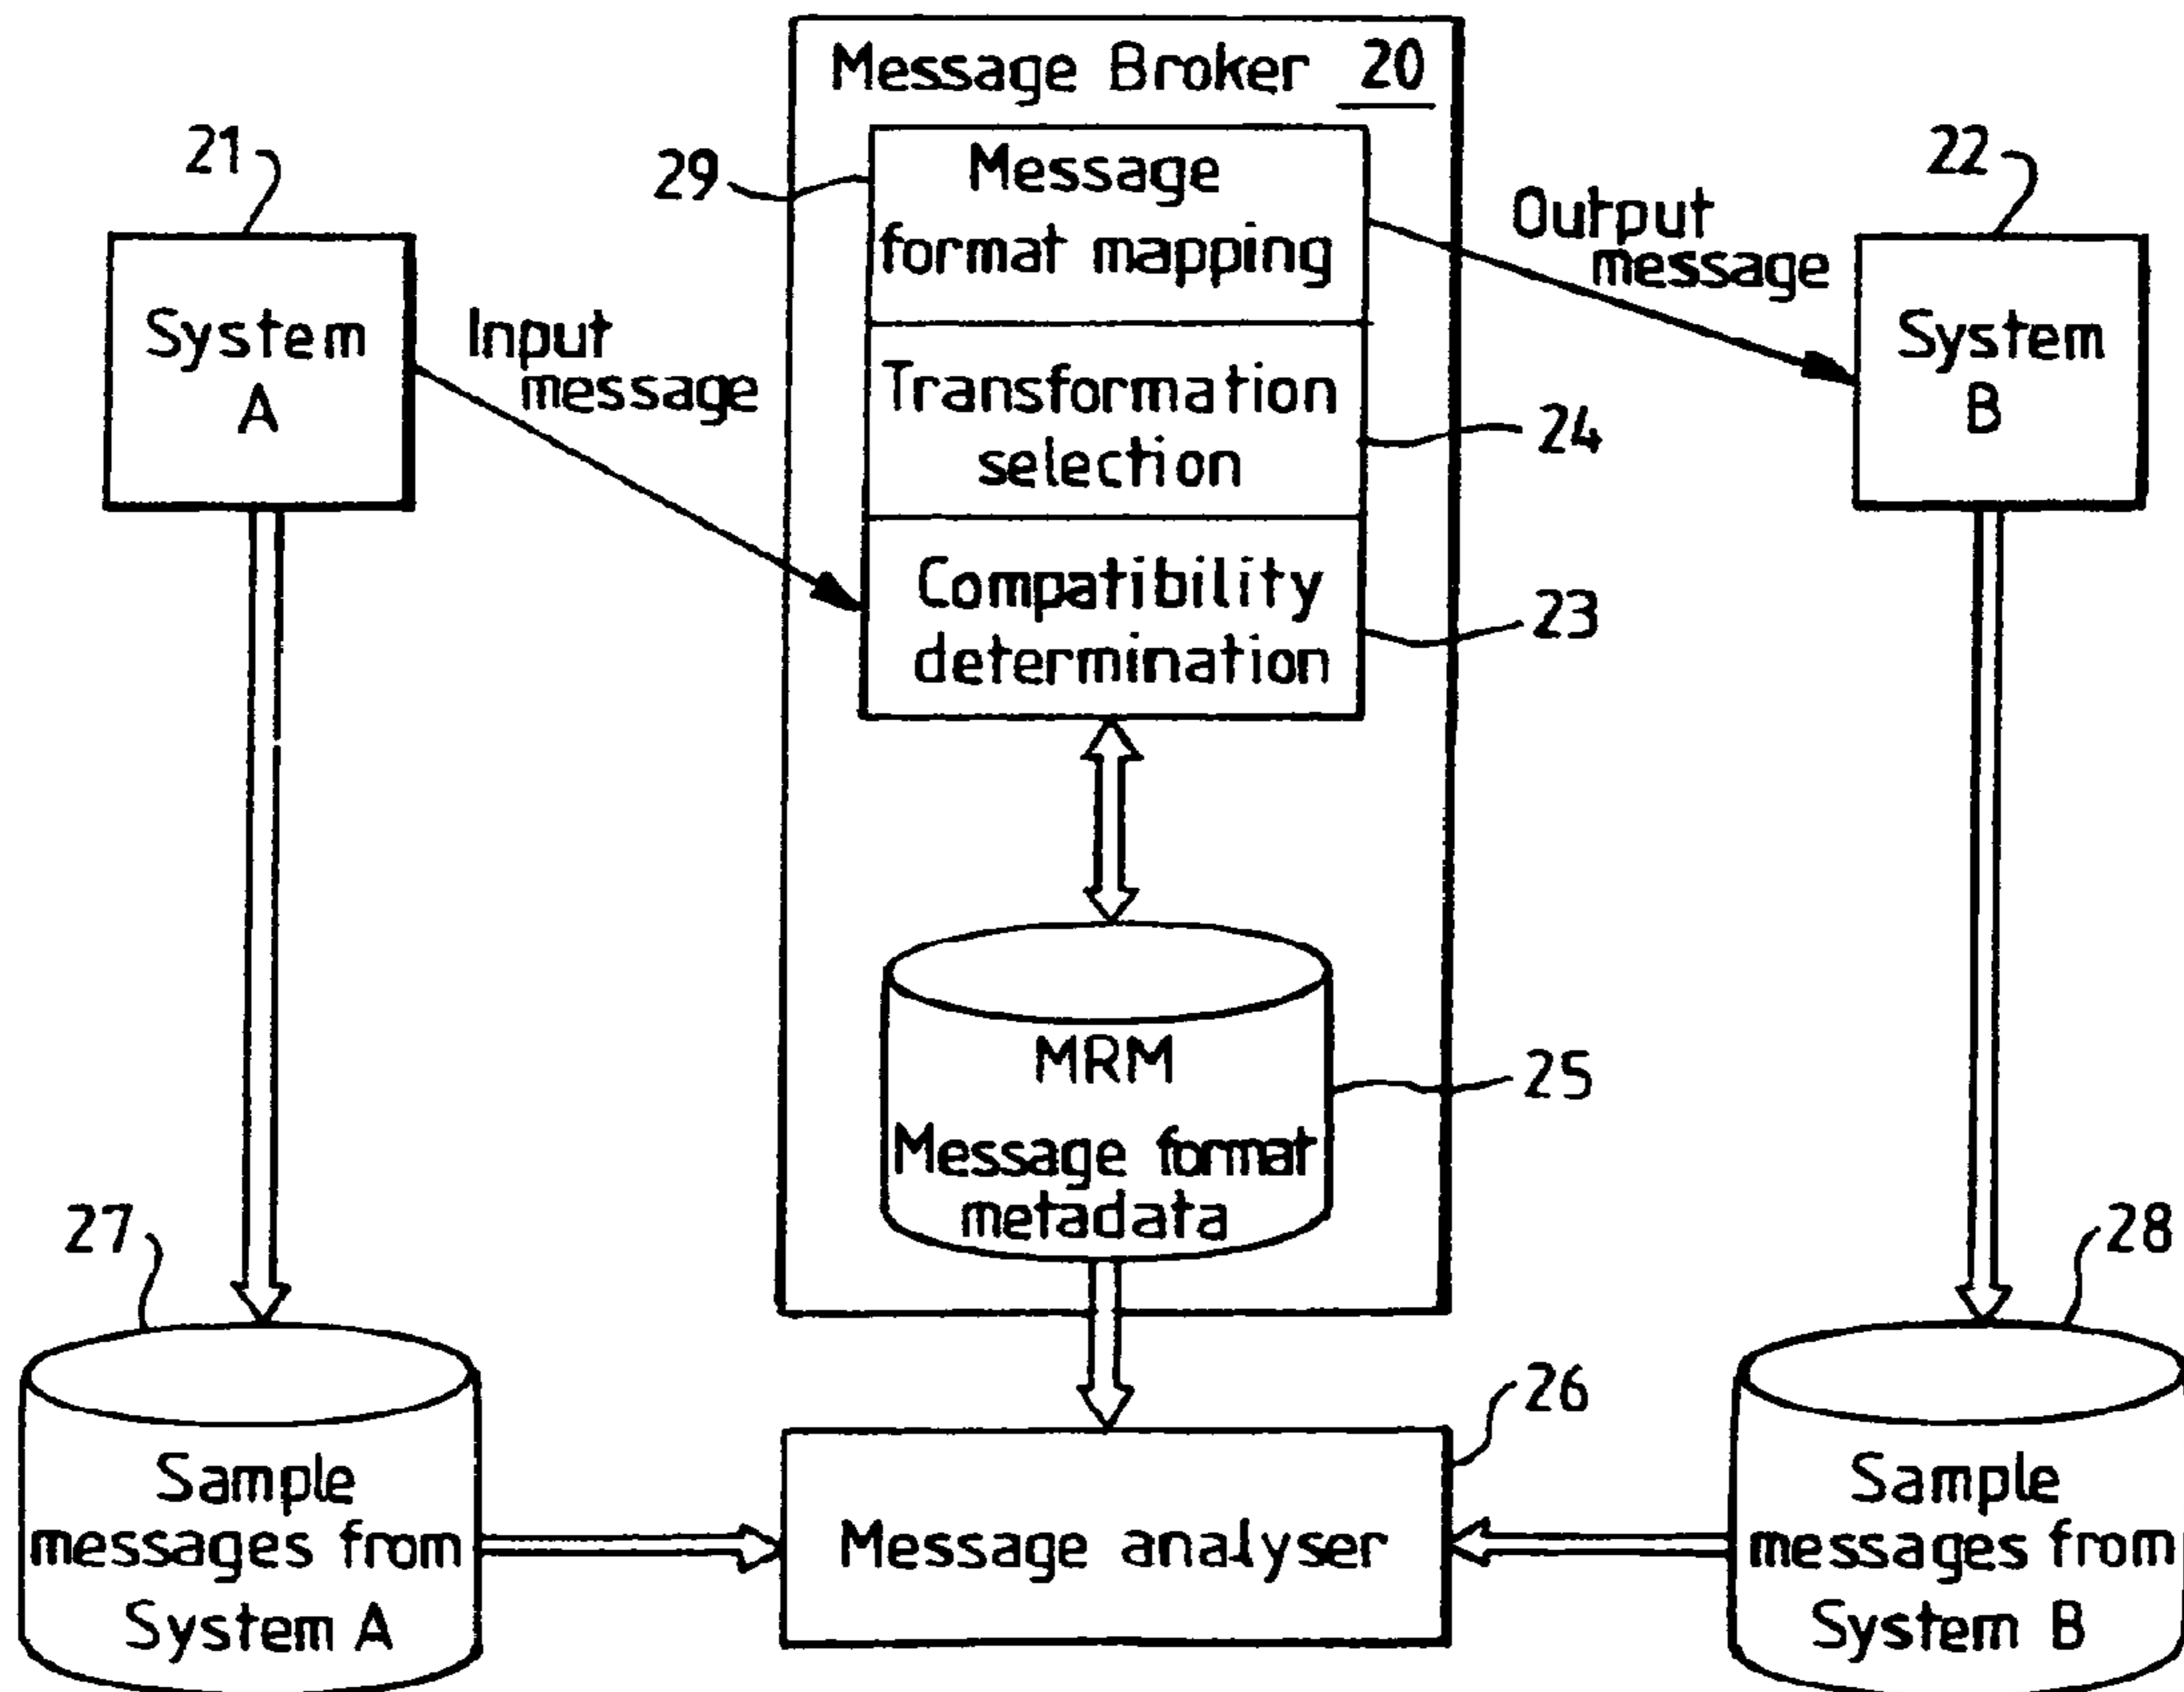 Message Broker 20
21
29
22
Message
format mapping
Output
message
System
A
Input
message
System
B
Transformation
selection
24
Compatibility
determination
23
MRM
Message format
metadata
25
27
28
26
Sample
messages from
System A
Message analyser
Sample
messages from
System B